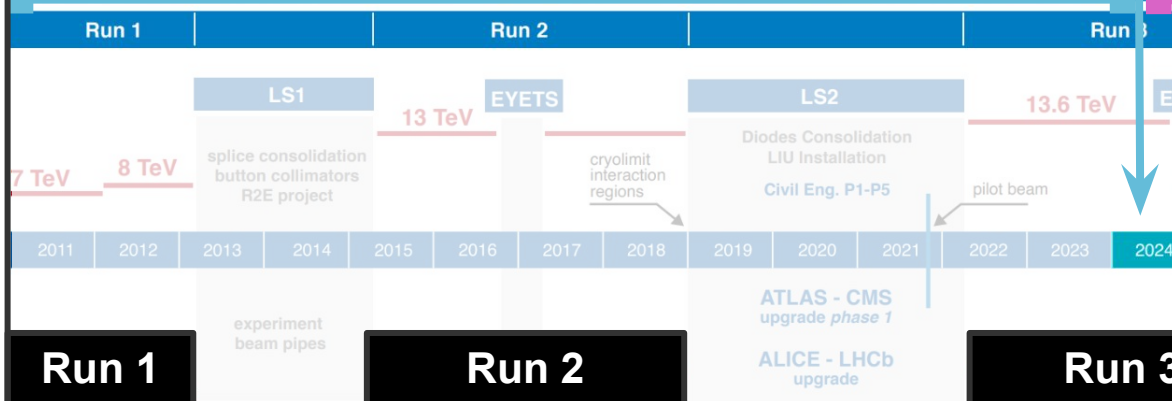 Run 1
Run 2
Run 3
LS1
EYETS
LS2
E
13 TeV
13.6 TeV
7 TeV
8 TeV
splice consolidation
button collimators
R2E project
cryolimit
interaction
regions
Diodes Consolidation
LIU Installation
Civil Eng. P1-P5
pilot beam
2011 2012 2013 2014 2015 2016 2017 2018 2019 2020 2021 2022 2023 2024
experiment
beam pipes
ATLAS - CMS
upgrade phase 1
ALICE - LHCb
upgrade
Run 1
Run 2
Run 3